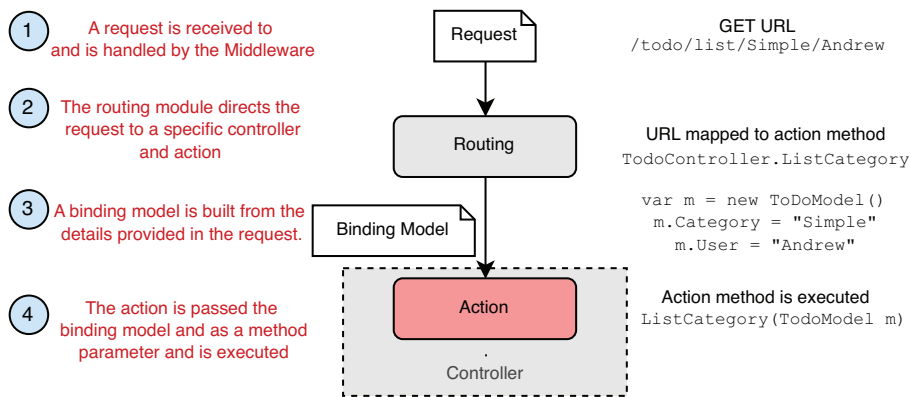 1
A request is received to
and is handled by the Middleware
Request
GET URL
/todo/list/Simple/Andrew
2
The routing module directs the
request to a specific controller
and action
Routing
URL mapped to action method
TodoController.ListCategory
3
A binding model is built from the
details provided in the request.
Binding Model
var m = new ToDoModel()
m.Category = "Simple"
m.User = "Andrew"
4
The action is passed the
binding model and as a method
parameter and is executed
Action
.
Controller
Action method is executed
ListCategory(TodoModel m)